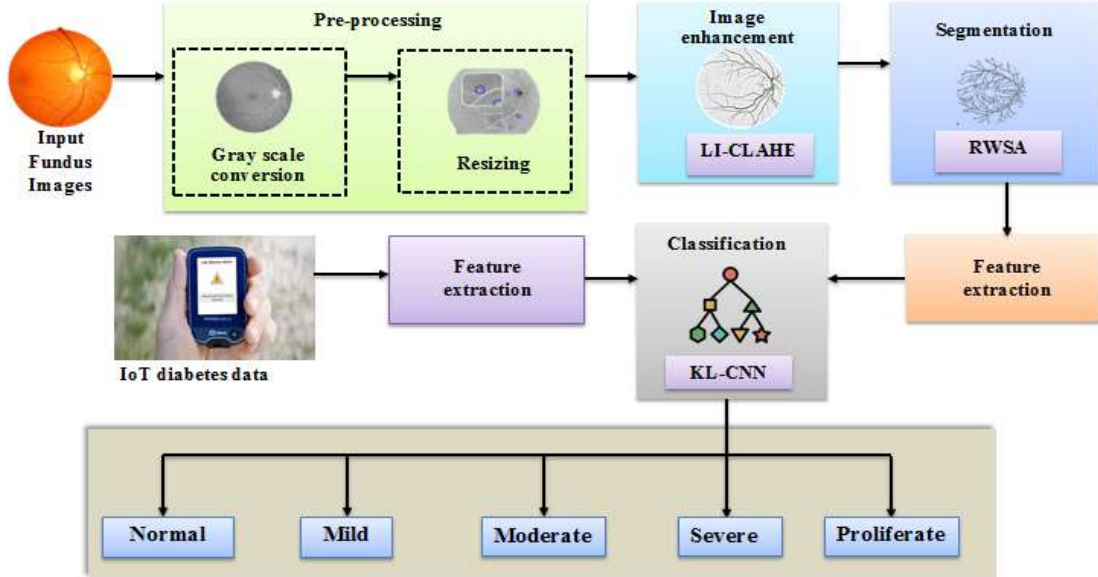 Pre-processing
Image
enhancement
Segmentation
Input
Fundus
Images
Gray scale
conversion
Resizing
LI-CLAHE
RWSA
IoT diabetes data
Feature
extraction
Classification
KL-CNN
Feature
extraction
Normal
Mild
Moderate
Severe
Proliferate